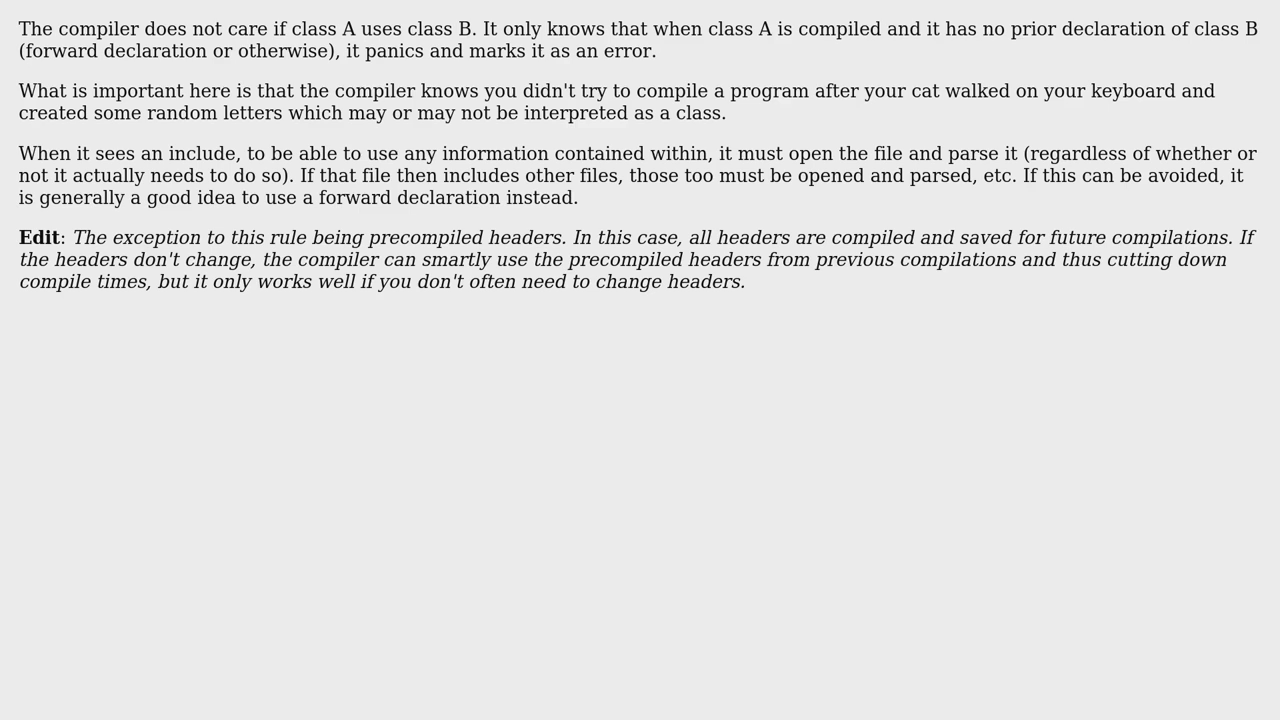 The compiler does not care if class A uses class B. It only knows that when class A is compiled and it has no prior declaration of class B
(forward declaration or otherwise), it panics and marks it as an error.
What is important here is that the compiler knows you didn't try to compile a program after your cat walked on your keyboard and
created some random letters which may or may not be interpreted as a class.
When it sees an include, to be able to use any information contained within, it must open the file and parse it (regardless of whether or
not it actually needs to do so). If that file then includes other files, those too must be opened and parsed, etc. If this can be avoided, it
is generally a good idea to use a forward declaration instead.
Edit: The exception to this rule being precompiled headers. In this case, all headers are compiled and saved for future compilations. If
the headers don't change, the compiler can smartly use the precompiled headers from previous compilations and thus cutting down
compile times, but it only works well if you don't often need to change headers.